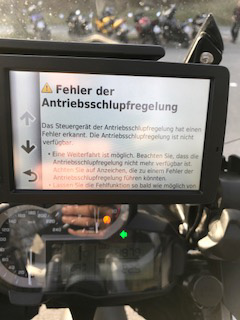 Fehler der
Antriebsschlupfregelung
Das Steuergerät der Antriebsschlupfregelung hat einen
Fehler erkannt. Die Antriebsschlupfregelung ist nicht
verfügbar.
• Eine Weiterfahrt ist möglich. Beachten Sie, dass die
Antriebsschlupfregelung nicht mehr verfügbar ist.
Achten Sie auf Anzeichen, die zu einem Fehler der
Antriebsschlupfregelung führen könnten.
• Lassen Sie die Fehlfunktion so bald wie möglich von